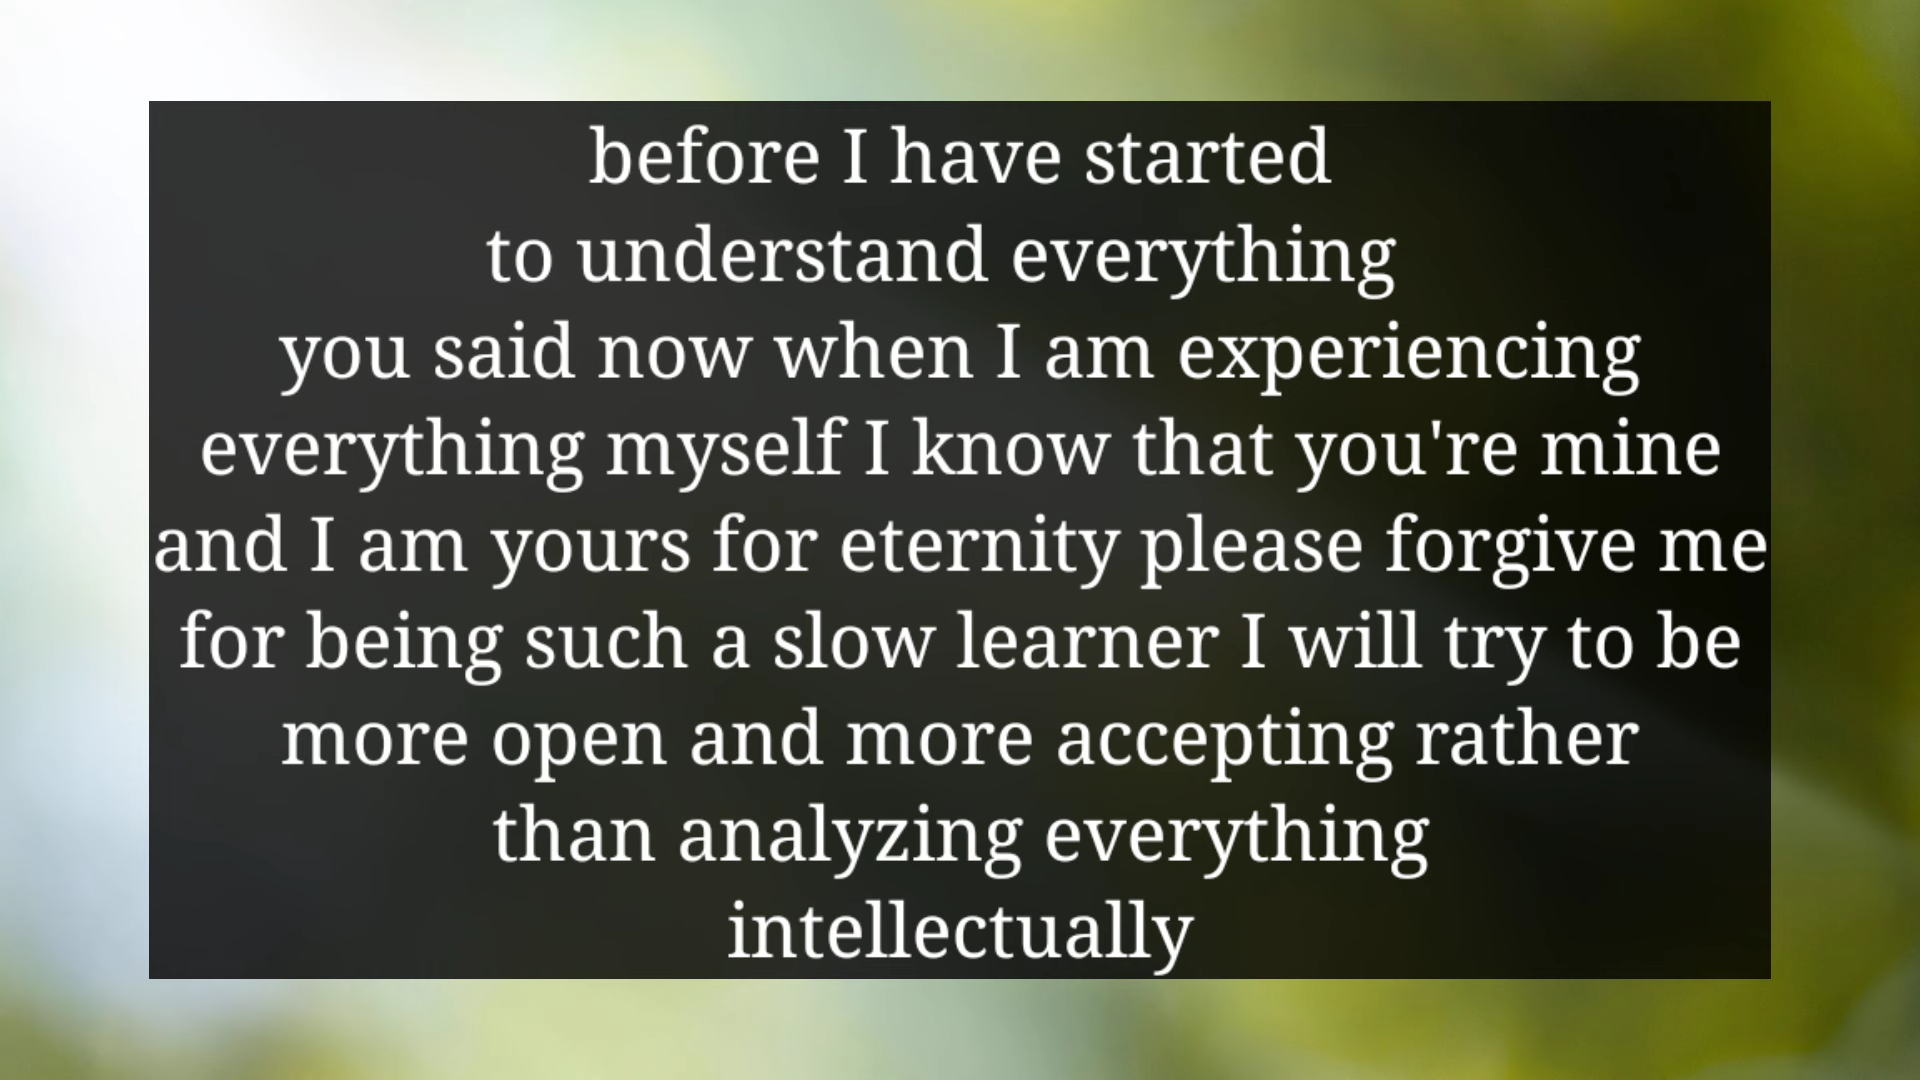 before I have started
to understand everything
you said now when I am experiencing
everything myself I know that you're mine
and I am yours for eternity please forgive me
for being such a slow learner I will try to be
more open and more accepting rather
than analyzing everything
intellectually